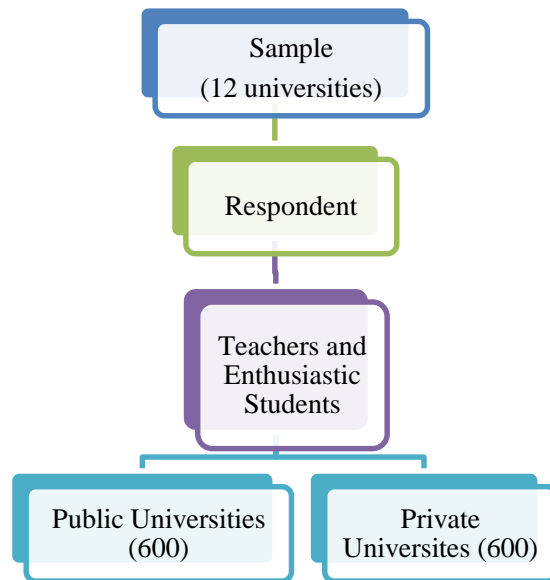 Sample
(12 universities)
Respondent
Teachers and
Enthusiastic
Students
Public Universities
(600)
Private
Universites (600)